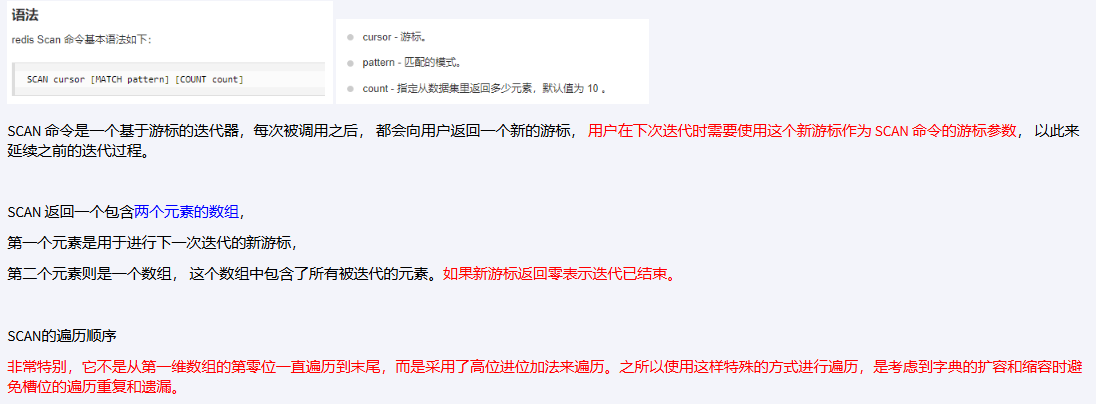 语法
redis Scan 命令基本语法如下：
SCAN cursor [MATCH pattern] [COUNT count]
cursor - 游标。
pattern - 匹配的模式。
count - 指定从数据集里返回多少元素，默认值为 10 。
SCAN 命令是一个基于游标的迭代器，每次被调用之后， 都会向用户返回一个新的游标， 用户在下次迭代时需要使用这个新游标作为 SCAN 命令的游标参数， 以此来
延续之前的迭代过程。
SCAN 返回一个包含两个元素的数组，
第一个元素是用于进行下一次迭代的新游标，
第二个元素则是一个数组， 这个数组中包含了所有被迭代的元素。如果新游标返回零表示迭代已结束。
SCAN的遍历顺序
非常特别，它不是从第一维数组的第零位一直遍历到末尾，而是采用了高位进位加法来遍历。之所以使用这样特殊的方式进行遍历，是考虑到字典的扩容和缩容时避
免槽位的遍历重复和遗漏。